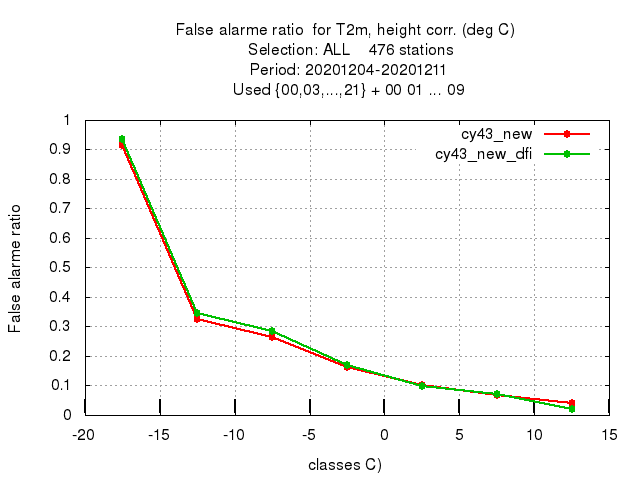 False alarme ratio  for T2m, height corr. (deg C)
Selection: ALL    476 stations
Period: 20201204-20201211
Used {00,03,...,21} + 00 01 ... 09
cy43_new
cy43_new_dfi
False alarme ratio
1
0.9
0.8
0.7
0.6
0.5
0.4
0.3
0.2
0.1
0
-20 -15 -10 -5 0 5 10 15
classes C)